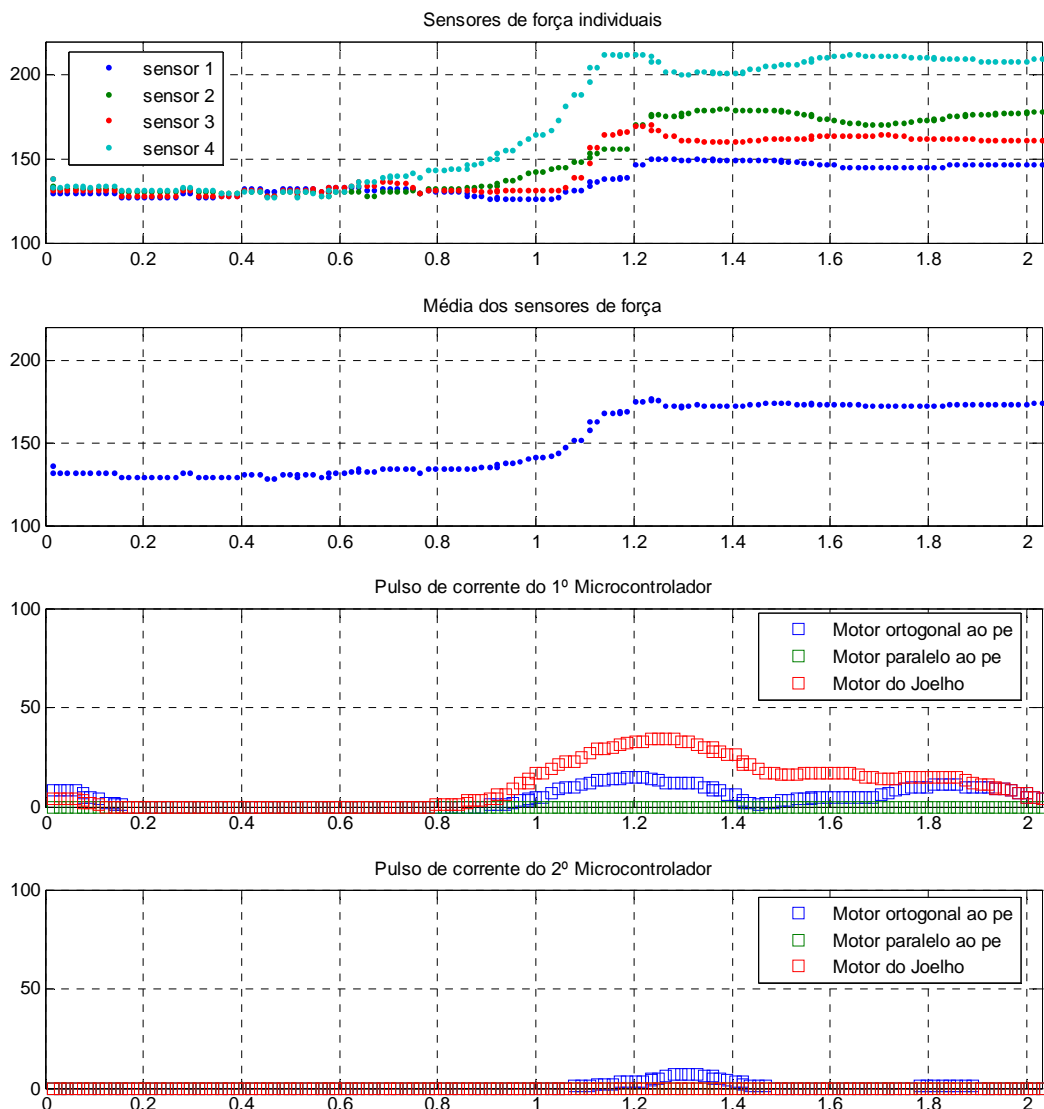 Sensores de força individuais
200
150
100
sensor 1
sensor 2
sensor 3
sensor 4
0 0.2 0.4 0.6 0.8 1 1.2 1.4 1.6 1.8 2
Média dos sensores de força
200
150
100
0 0.2 0.4 0.6 0.8 1 1.2 1.4 1.6 1.8 2
Pulso de corrente do 1º Microcontrolador
100
50
0
Motor ortogonal ao pe
Motor paralelo ao pe
Motor do Joelho
0 0.2 0.4 0.6 0.8 1 1.2 1.4 1.6 1.8 2
Pulso de corrente do 2º Microcontrolador
100
50
0
Motor ortogonal ao pe
Motor paralelo ao pe
Motor do Joelho
0 0.2 0.4 0.6 0.8 1 1.2 1.4 1.6 1.8 2